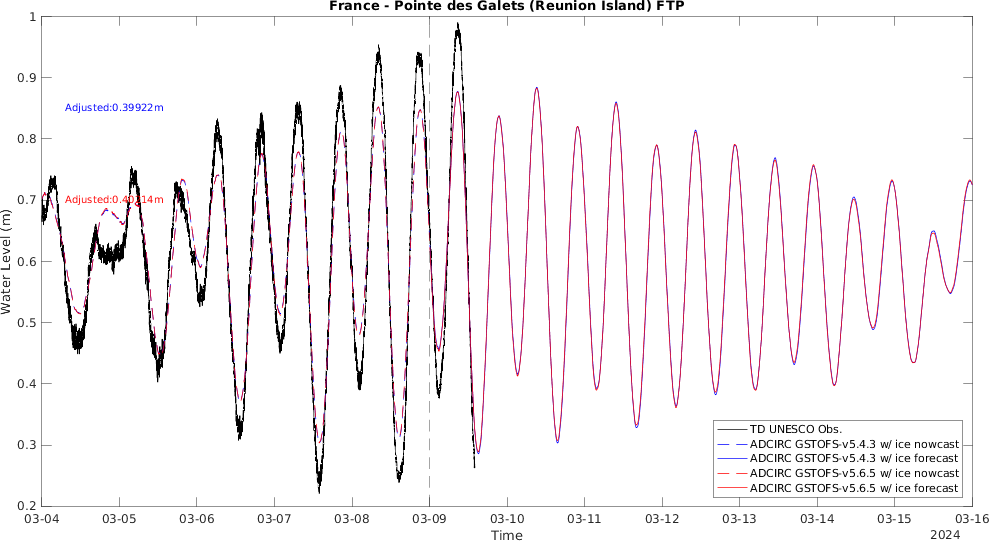 France - Pointe des Galets (Reunion Island) FTP
Water Level (m)
1
0.9
0.8
0.7
0.6
0.5
0.4
0.3
0.2
Adjusted:0.39922m
Adjusted:0.40214m
TD UNESCO Obs.
ADCIRC GSTOFS-v5.4.3 w/ ice nowcast
ADCIRC GSTOFS-v5.4.3 w/ ice forecast
ADCIRC GSTOFS-v5.6.5 w/ ice nowcast
ADCIRC GSTOFS-v5.6.5 w/ ice forecast
03-04 03-05 03-06 03-07 03-08 03-09 03-10 03-11 03-12 03-13 03-14 03-15 03-16
Time
2024